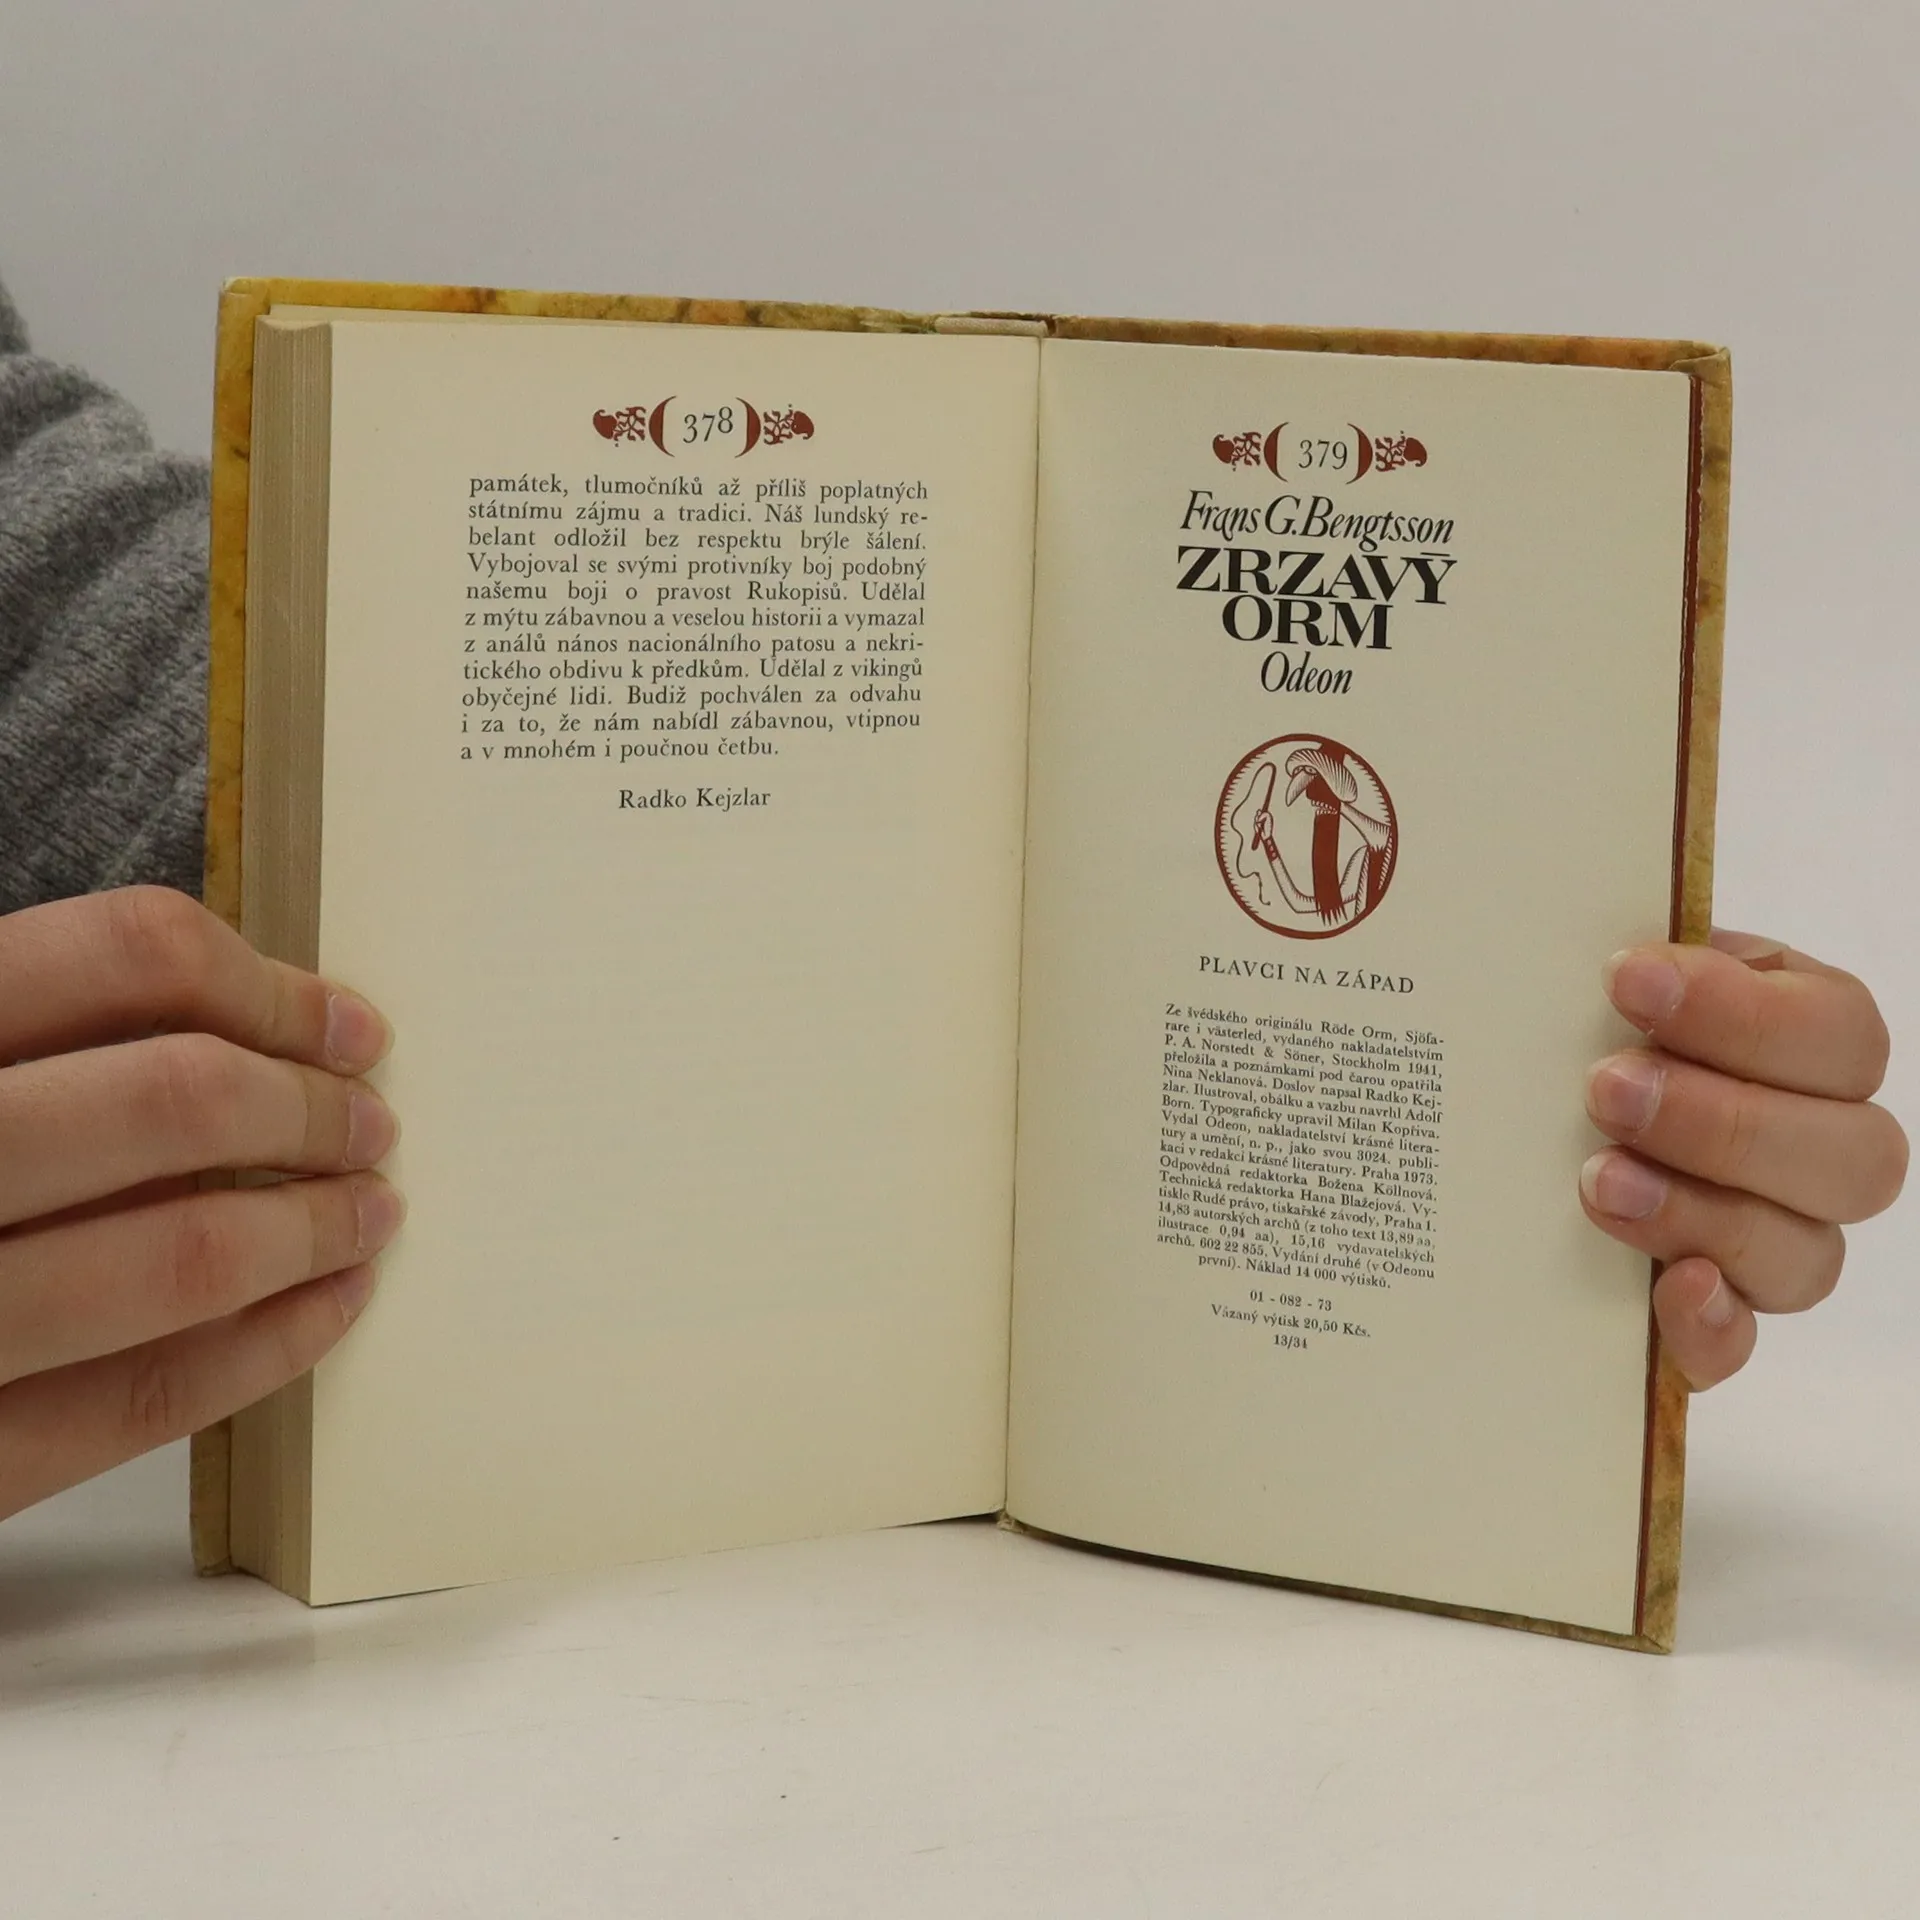 378
památek, tlumočníků až příliš poplatných
státnímu zájmu a tradici. Náš lundský re-
belant odložil bez respektu brýle šálení.
Vybojoval se svými protivníky boj podobný
našemu boji o pravost Rukopisů. Udělal
z mýtu zábavnou a veselou historii a vymazal
z análů nános nacionálního patosu a nekri-
tického obdivu k předkům. Udělal z vikingů
obyčejné lidi. Budiž pochválen za odvahu
i za to, že nám nabídl zábavnou, vtipnou
a v mnohém i poučnou četbu.
Radko Kejzlar
379
Frans G. Bengtsson
ZRZAVÝ
ORM
Odeon
PLAVCI NA ZÁPAD
Ze švédského originálu Röde Orm, Sjöfa-
rare i västerled, vydaného nakladatelstvím
P. A. Norstedt & Söner, Stockholm 1941,
přeložila a poznámkami pod čarou opatřila
Nina Neklanová. Doslov napsal Radko Kej-
zlar. Ilustroval, obálku a vazbu navrhl Adolf
Born. Typograficky upravil Milan Kopřiva.
Vydal Odeon, nakladatelství krásné litera-
tury a umění, n. p., jako svou 3024. publi-
kaci v redakci krásné literatury. Praha 1973.
Odpovědná redaktorka Božena Köllnová.
Technická redaktorka Hana Blažejová. Vy-
tisklo Rudé právo, tiskařské závody, Praha 1.
14,83 autorských archů (z toho text 13,89 aa,
ilustrace 0,94 aa), 15,16 vydavatelských
archů. 602 22 855. Vydání druhé (v Odeonu
první). Náklad 14 000 výtisků.
01 - 082 - 73
Vázaný výtisk 20,50 Kčs.
13/34